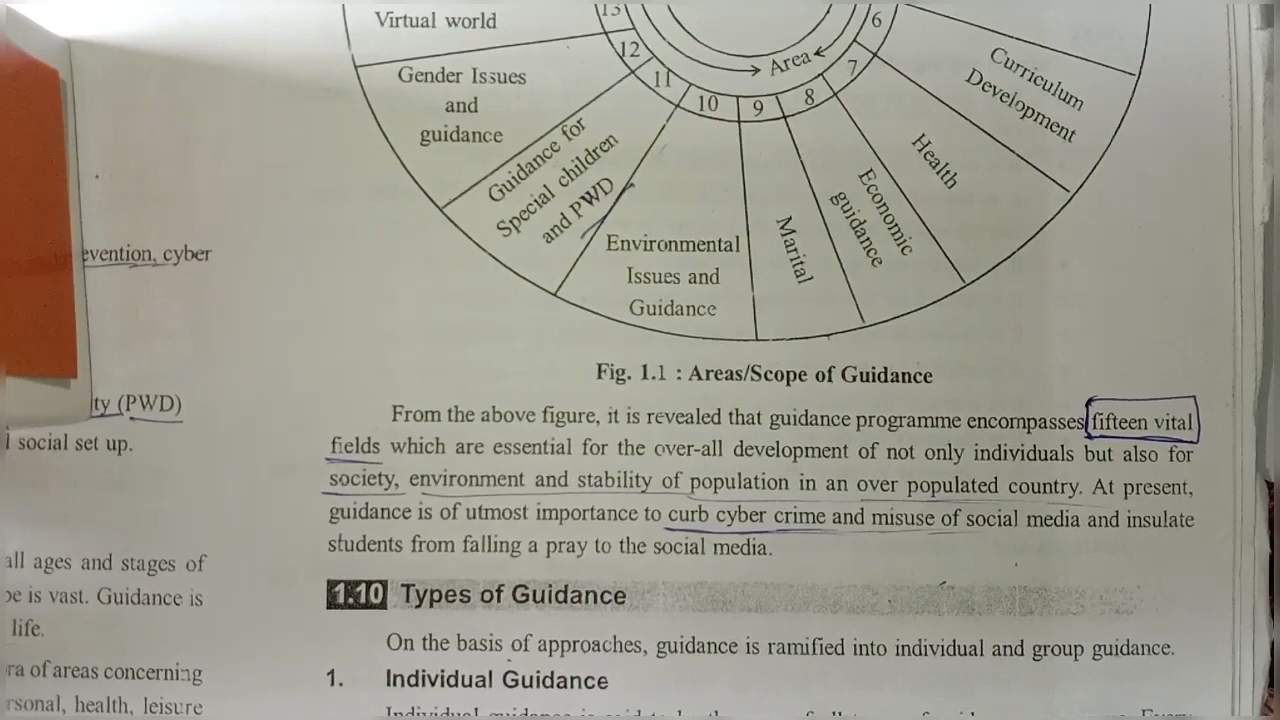 evention, cyber
ty (PWD)
l social set up.
all ages and stages of
pe is vast. Guidance is
life.
ra of areas concerning
rsonal, health, leisure
13
Virtual world
12
Gender Issues
and
guidance
11
Guidance for
Special children
and PWD
10
Environmental
Issues and
Guidance
9
Marital
8
Economic
guidance
7
Health
6
Curriculum
Development
Area
Fig. 1.1 : Areas/Scope of Guidance
From the above figure, it is revealed that guidance programme encompasses fifteen vital
fields which are essential for the over-all development of not only individuals but also for
society, environment and stability of population in an over populated country. At present,
guidance is of utmost importance to curb cyber crime and misuse of social media and insulate
students from falling a pray to the social media.
1.10 Types of Guidance
On the basis of approaches, guidance is ramified into individual and group guidance.
1. Individual Guidance